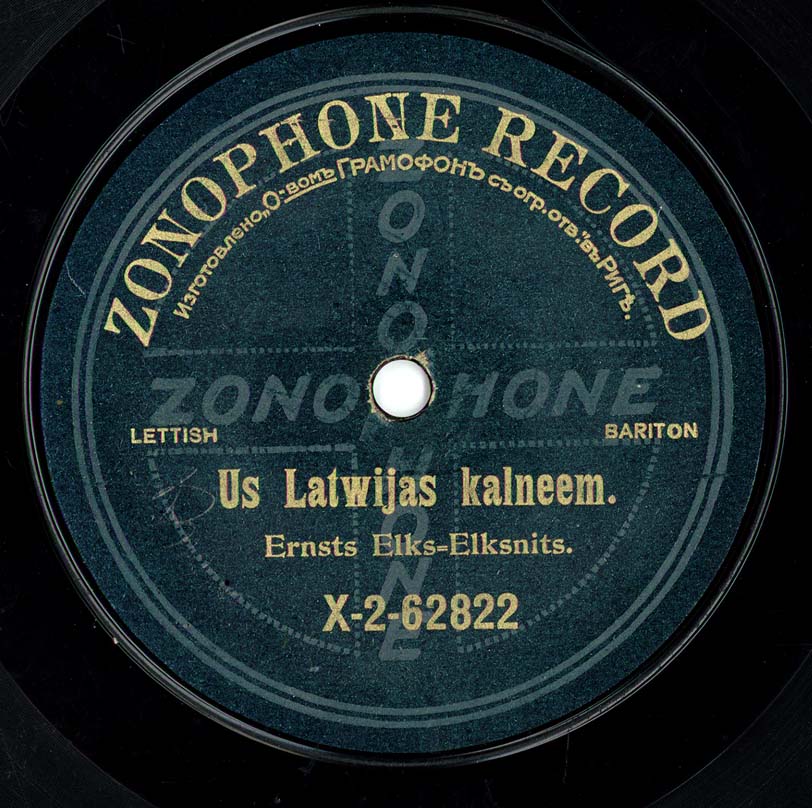 ZONOPHONE RECORD
Изготовлено „О-вомъ ГРАМОФОНЪ съ огр. отв." въ Ригѣ.
ZONOPHONE
ZONOPHONE
LETTISH
BARITON
Us Latwijas kalneem.
Ernsts Elks=Elksnits.
X-2-62822